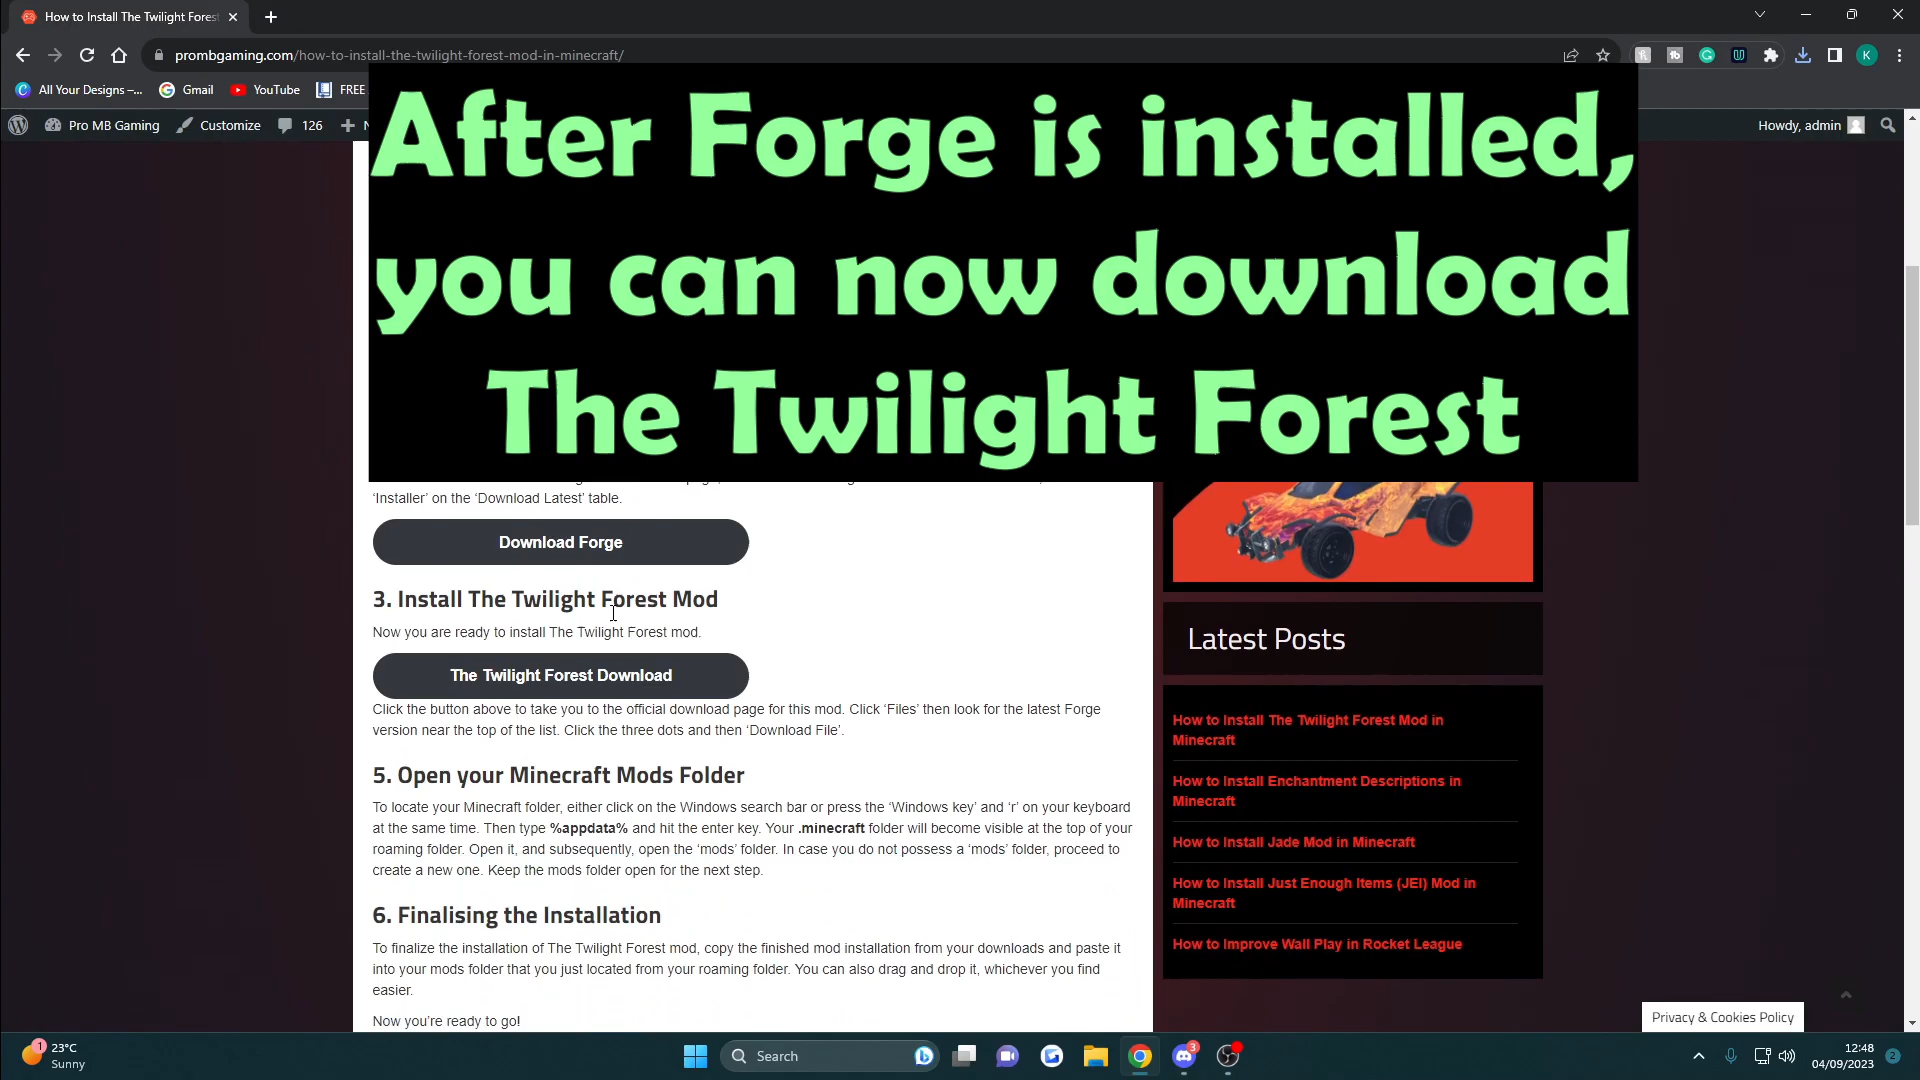 How to Install The Twilight Forest
prombgaming.com/how-to-install-the-twilight-forest-mod-in-minecraft/
K
All Your Designs –...
Gmail
YouTube
FREE
Pro MB Gaming
Customize
126
Howdy, admin
After Forge is installed,
you can now download
The Twilight Forest
‘Installer’ on the ‘Download Latest’ table.
Download Forge
3. Install The Twilight Forest Mod
Now you are ready to install The Twilight Forest mod.
The Twilight Forest Download
Click the button above to take you to the official download page for this mod. Click ‘Files’ then look for the latest Forge
version near the top of the list. Click the three dots and then ‘Download File’.
5. Open your Minecraft Mods Folder
To locate your Minecraft folder, either click on the Windows search bar or press the ‘Windows key’ and ‘r’ on your keyboard
at the same time. Then type %appdata% and hit the enter key. Your .minecraft folder will become visible at the top of your
roaming folder. Open it, and subsequently, open the ‘mods’ folder. In case you do not possess a ‘mods’ folder, proceed to
create a new one. Keep the mods folder open for the next step.
6. Finalising the Installation
To finalize the installation of The Twilight Forest mod, copy the finished mod installation from your downloads and paste it
into your mods folder that you just located from your roaming folder. You can also drag and drop it, whichever you find
easier.
Now you’re ready to go!
Latest Posts
How to Install The Twilight Forest Mod in
Minecraft
How to Install Enchantment Descriptions in
Minecraft
How to Install Jade Mod in Minecraft
How to Install Just Enough Items (JEI) Mod in
Minecraft
How to Improve Wall Play in Rocket League
Privacy & Cookies Policy
1
23°C
Sunny
Search
3
12:48
04/09/2023
2